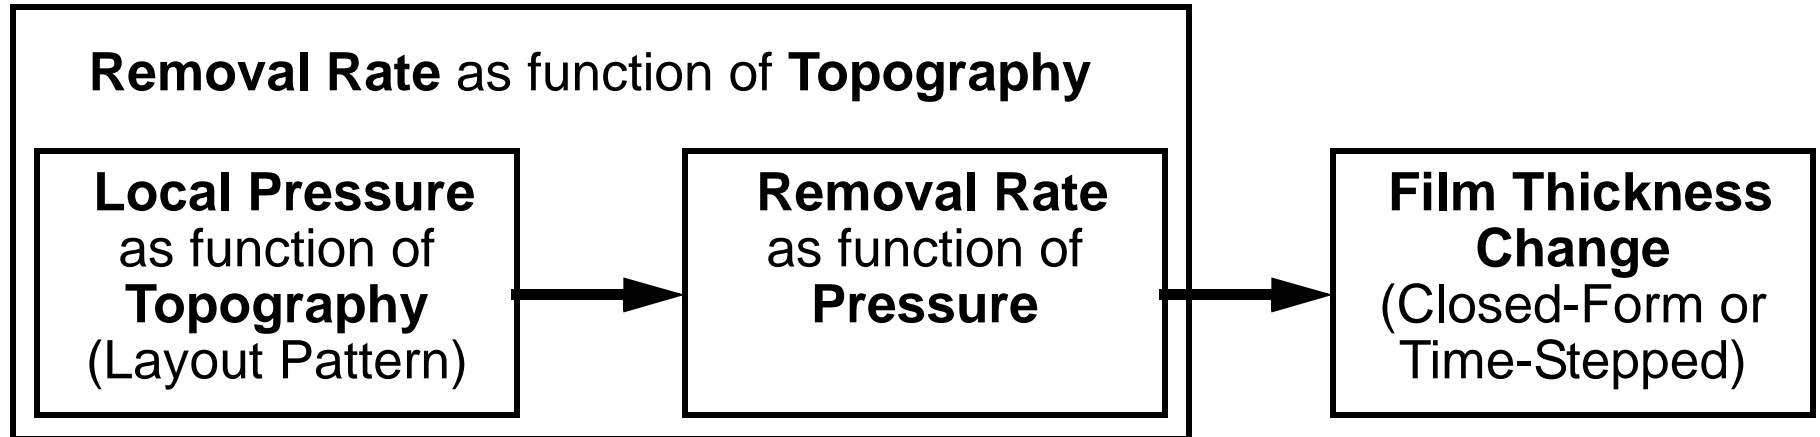 Removal Rate as function of Topography
Local Pressure
as function of
Topography
(Layout Pattern)
Removal Rate
as function of
Pressure
Film Thickness
Change
(Closed-Form or
Time-Stepped)